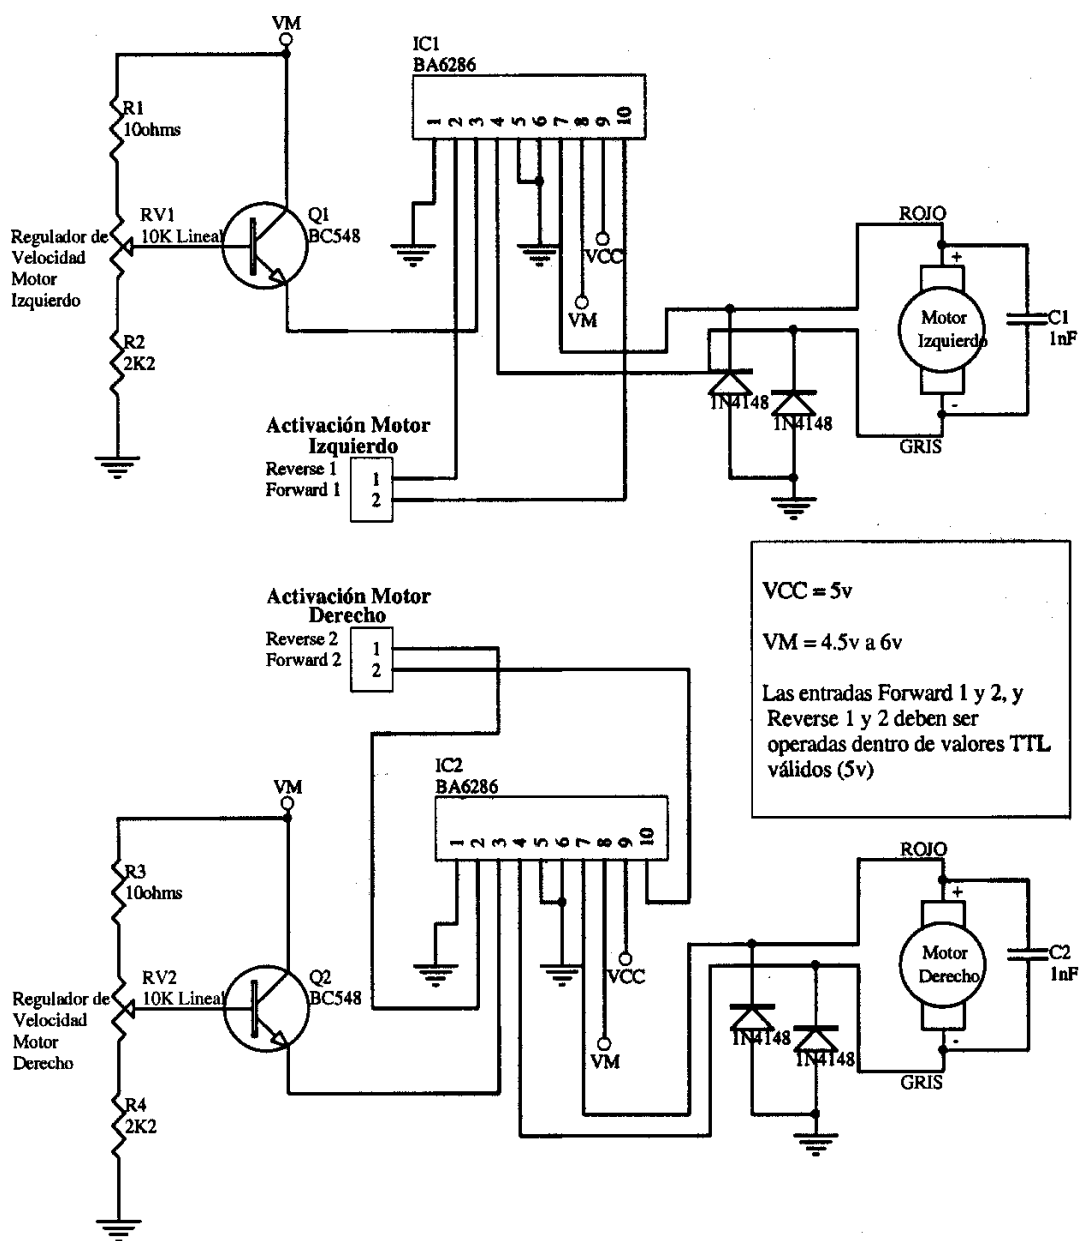 VM
IC1
BA6286
1 2 3 4 5 6 7 8 9 10
R1
10ohms
RV1
10K Lineal
Q1
BC548
Regulador de
Velocidad
Motor
Izquierdo
VCC
VM
ROJO
+
Motor
Izquierdo
C1
1nF
-
GRIS
R2
2K2
1N4148
1N4148
Activación Motor
Izquierdo
Reverse 1
Forward 1
1
2
VCC = 5v
VM = 4.5v a 6v
Las entradas Forward 1 y 2, y
Reverse 1 y 2 deben ser
operadas dentro de valores TTL
válidos (5v)
Activación Motor
Derecho
Reverse 2
Forward 2
1
2
IC2
BA6286
1 2 3 4 5 6 7 8 9 10
VM
R3
10ohms
RV2
10K Lineal
Q2
BC548
Regulador de
Velocidad
Motor
Derecho
VCC
VM
ROJO
+
Motor
Derecho
C2
1nF
-
GRIS
1N4148
1N4148
R4
2K2